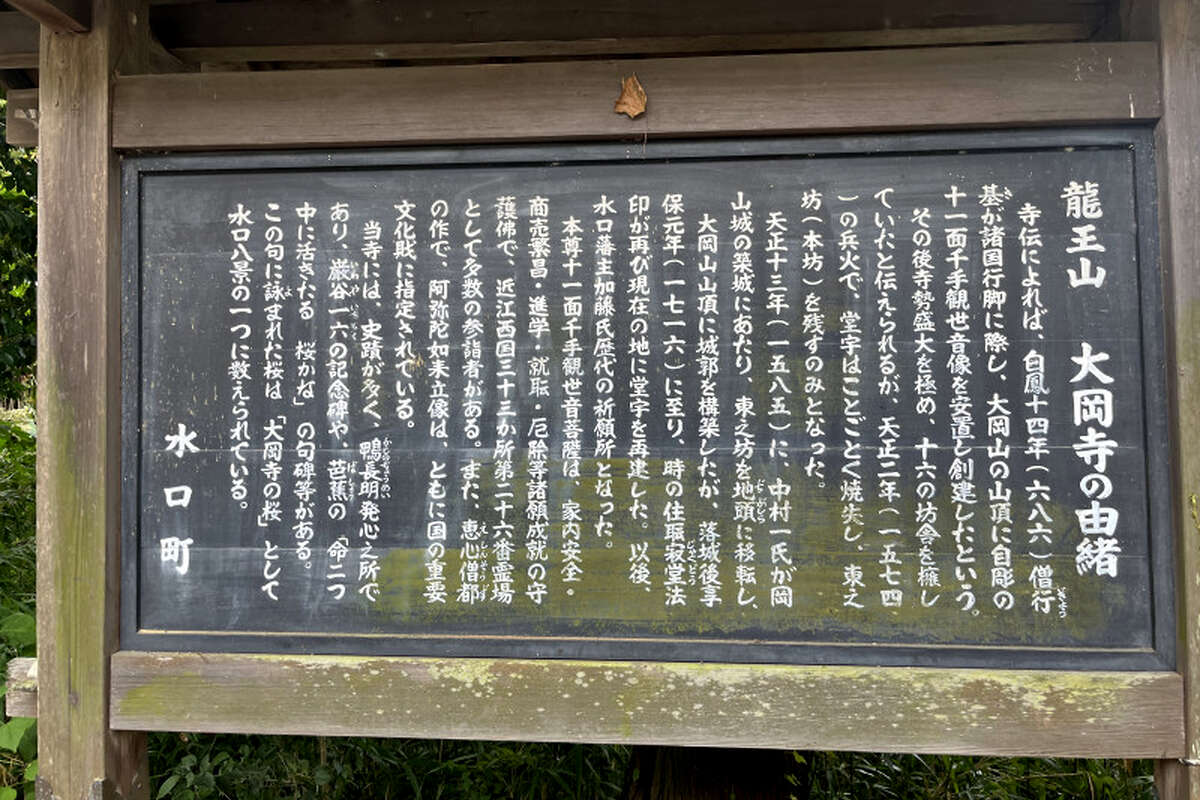 龍王山 大岡寺の由緒
寺伝によれば、白鳳十四年(六八六)僧行
基が諸国行脚に際し、大岡山の山頂に自彫の
十一面千手観世音像を安置し創建したという。
その後寺勢盛大を極め、十六の坊舎を擁し
ていたと伝えられるが、天正二年(一五七四
)の兵火で、堂宇はことごとく焼失し、東之
坊(本坊)を残すのみとなった。
天正十三年(一五八五)に、中村一氏が岡
山城の築城にあたり、東之坊を地頭に移転し、
大岡山山頂に城郭を構築したが、落城後享
保元年(一七一六)に至り、時の住職寂堂法
印が再び現在の地に堂宇を再建した。以後、
水口藩主加藤氏歴代の祈願所となった。
本尊十一面千手観世音菩薩は、家内安全・
商売繁昌・進学・就職・厄除等諸願成就の守
護佛で、近江西国三十三か所第二十六番霊場
として多数の参詣者がある。また、恵心僧都
の作で、阿弥陀如来立像は、ともに国の重要
文化財に指定されている。
当寺には、史蹟が多く、鴨長明発心之所で
あり、巌谷一六の記念碑や、芭蕉の「命二つ
中に活きたる 桜かな」の句碑等がある。
この句に詠まれた桜は「大岡寺の桜」として
水口八景の一つに数えられている。
水口町